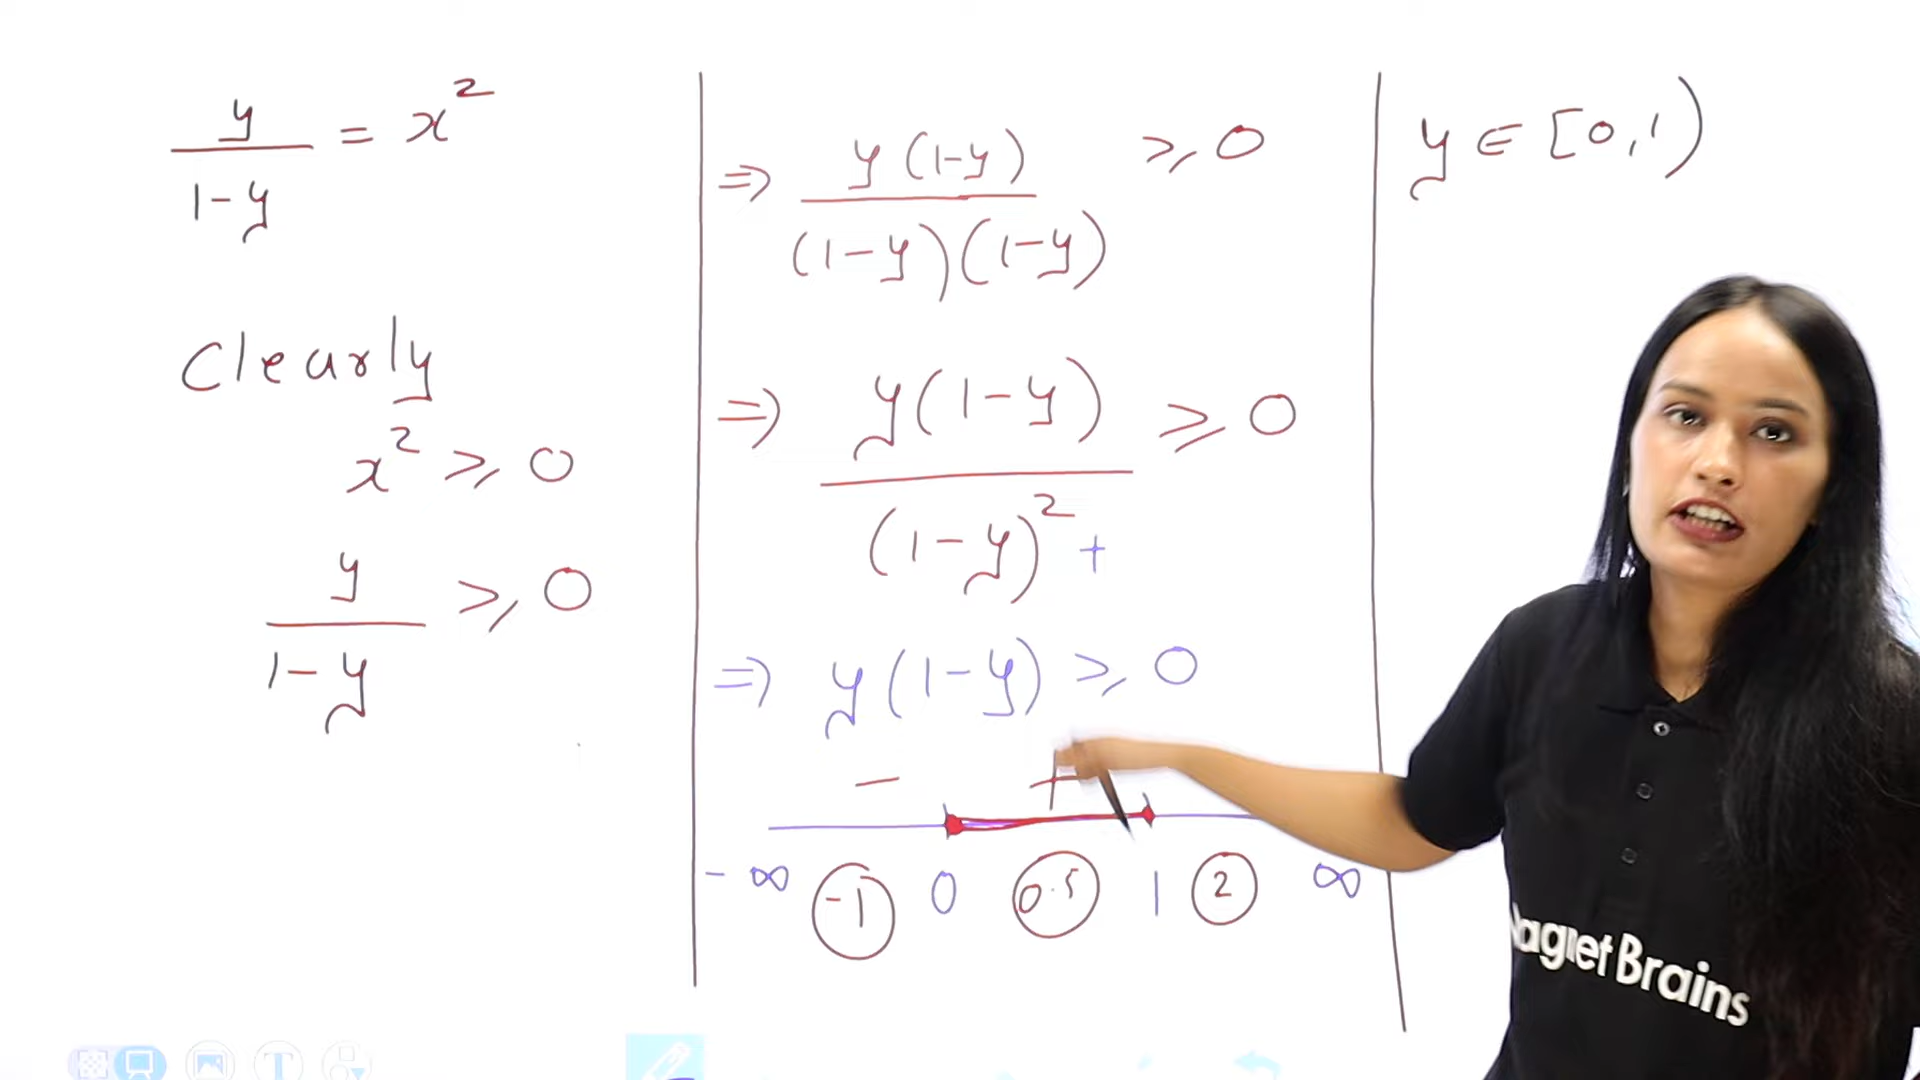 y/(1-y) = x²
Clearly
x² ≥ 0
y/(1-y) ≥ 0
⇒ y(1-y)/((1-y)(1-y)) ≥ 0
⇒ y(1-y)/(1-y)² ≥ 0
+
⇒ y(1-y) ≥ 0
- +
-∞ -1 0 0.5 1 2 ∞
y ∈ [0,1)
Magnet Brains
T